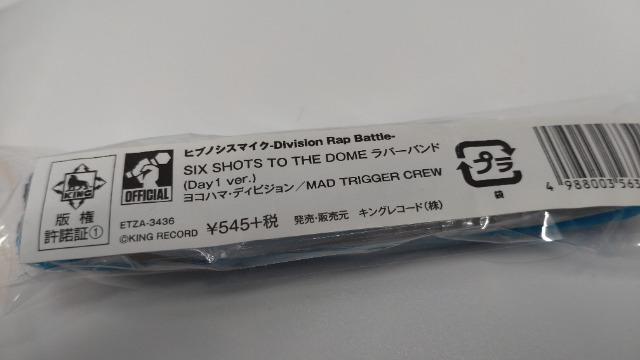 ヒプノシスマイク-Division Rap Battle-
SIX SHOTS TO THE DOME ラバーバンド
(Day1 ver.)
ヨコハマ・ディビジョン/MAD TRIGGER CREW
KING
版権
許諾証①
OFFICIAL
ETZA-3436
©KING RECORD
¥545+税
発売・販売元 キングレコード(株)
プラ
袋
4 988003 563